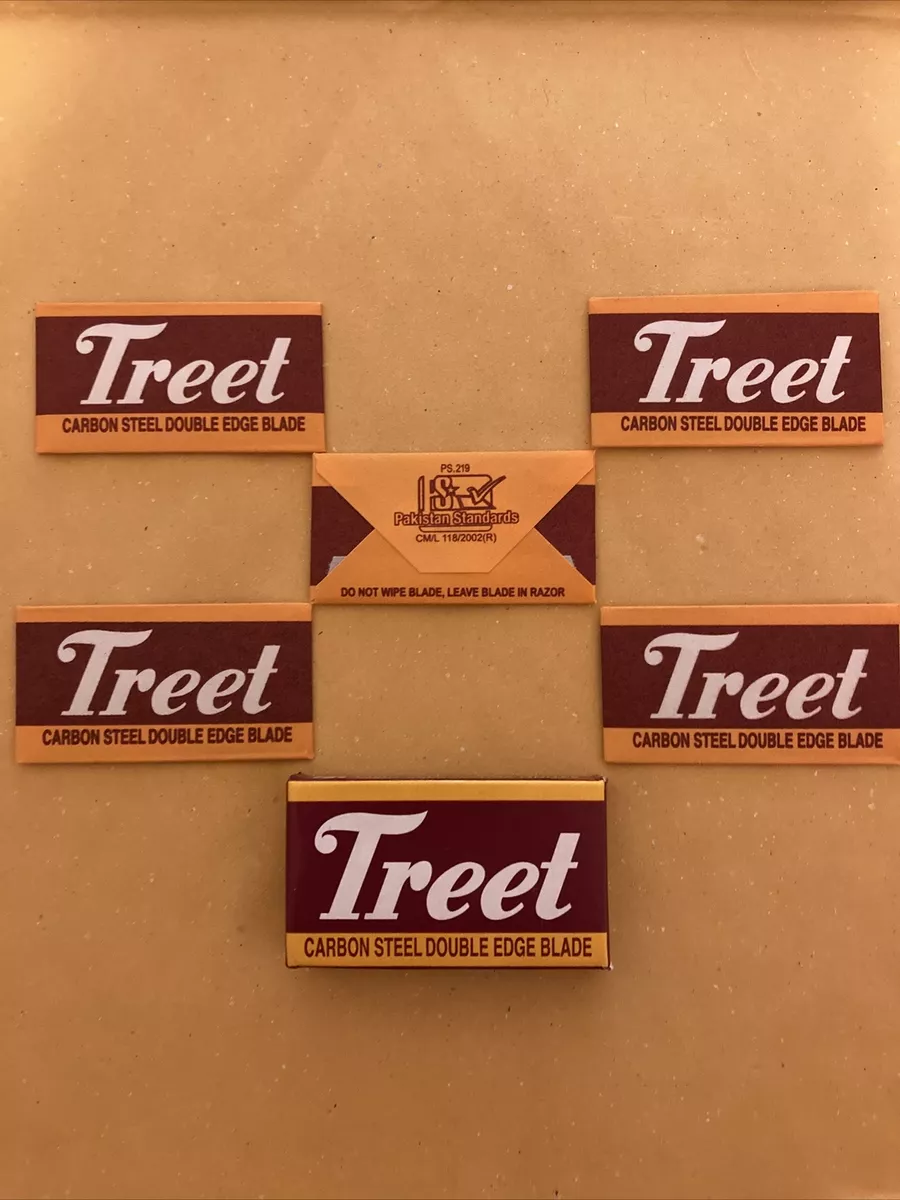 Treet
CARBON STEEL DOUBLE EDGE BLADE
Treet
CARBON STEEL DOUBLE EDGE BLADE
PS.219
PS
Pakistan Standards
CM/L 118/2002(R)
DO NOT WIPE BLADE, LEAVE BLADE IN RAZOR
Treet
CARBON STEEL DOUBLE EDGE BLADE
Treet
CARBON STEEL DOUBLE EDGE BLADE
Treet
CARBON STEEL DOUBLE EDGE BLADE